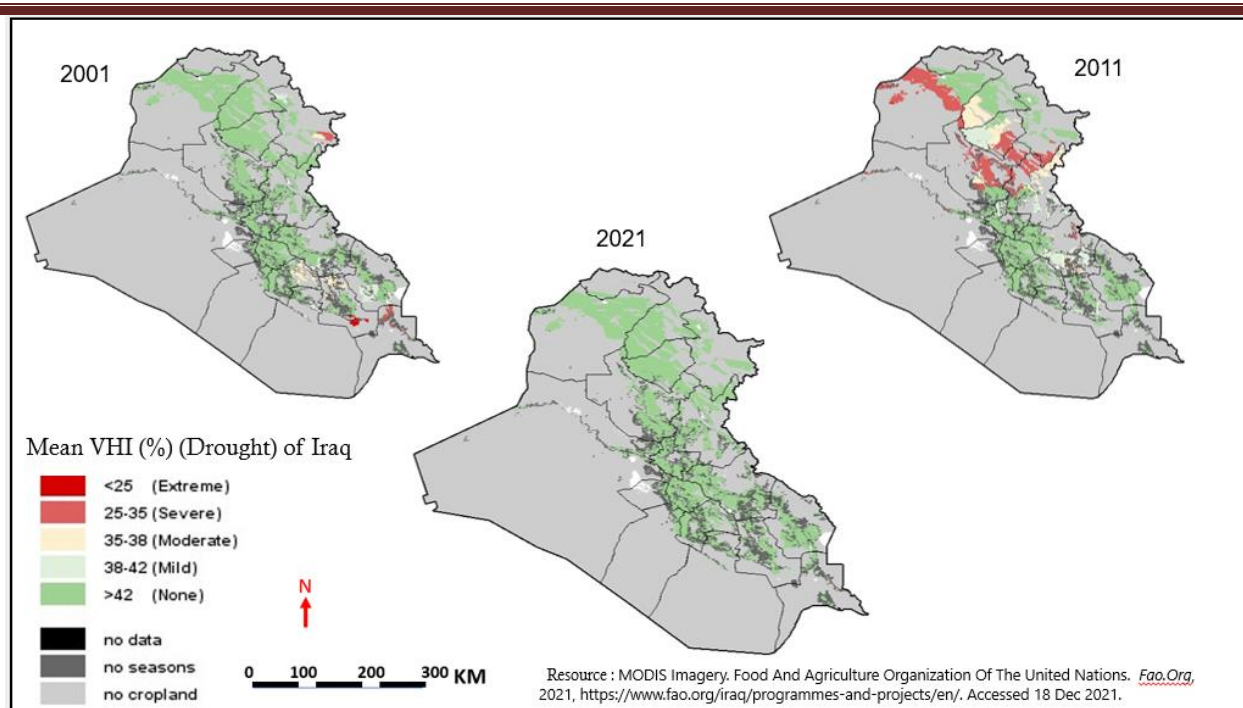 2001
2011
2021
Mean VHI (%) (Drought) of Iraq
<25 (Extreme)
25-35 (Severe)
35-38 (Moderate)
38-42 (Mild)
>42 (None)
no data
no seasons
no cropland
N
0 100 200 300 KM
Resource : MODIS Imagery. Food And Agriculture Organization Of The United Nations. Fao.Org,
2021, https://www.fao.org/iraq/programmes-and-projects/en/. Accessed 18 Dec 2021.